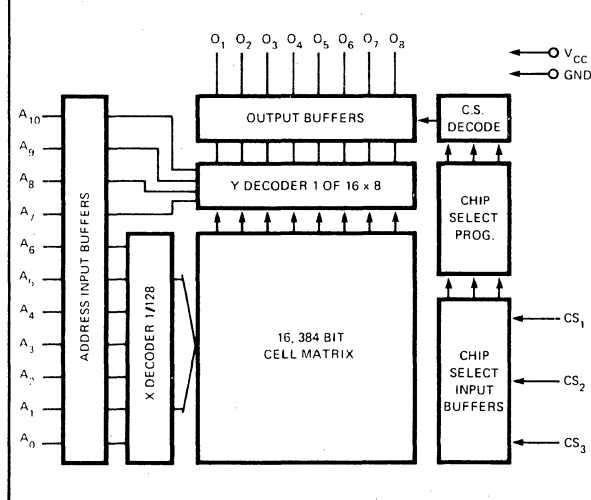 O1 O2 O3 O4 O5 O6 O7 O8
VCC
GND
OUTPUT BUFFERS
C.S.
DECODE
Y DECODER 1 OF 16 x 8
CHIP
SELECT
PROG.
ADDRESS INPUT BUFFERS
A10
A9
A8
A7
A6
A5
A4
A3
A2
A1
A0
X DECODER 1/128
16, 384 BIT
CELL MATRIX
CHIP
SELECT
INPUT
BUFFERS
CS1
CS2
CS3